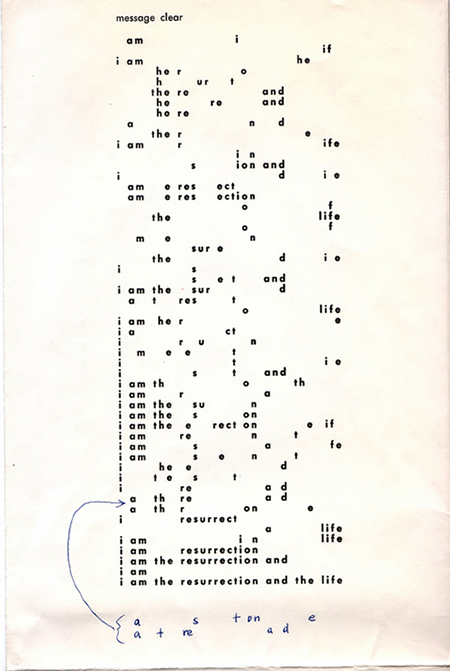 message clear
am i
if
i am he
he r o
h ur t
the re and
he re and
he re
a n d
the r e
i am r ife
i n
s ion and
i d i e
am e res ect
am e res ection
o f
the life
o f
m e n
sur e
the d i e
i s
s e t and
i am the sur d
a t res t
o life
i am he r e
i a ct
i r u n
i m e e t
i t i e
i s t and
i am th o th
i am r a
i am the su n
i am the s on
i am the e rect on e if
i am re n t
i am s a fe
i am s e n t
i he e d
i t e s t
i re a d
a th re a d
a th r on e
i resurrect
a life
i am i n life
i am resurrection
i am the resurrection and
i am
i am the resurrection and the life
a s t on e
a t re a d